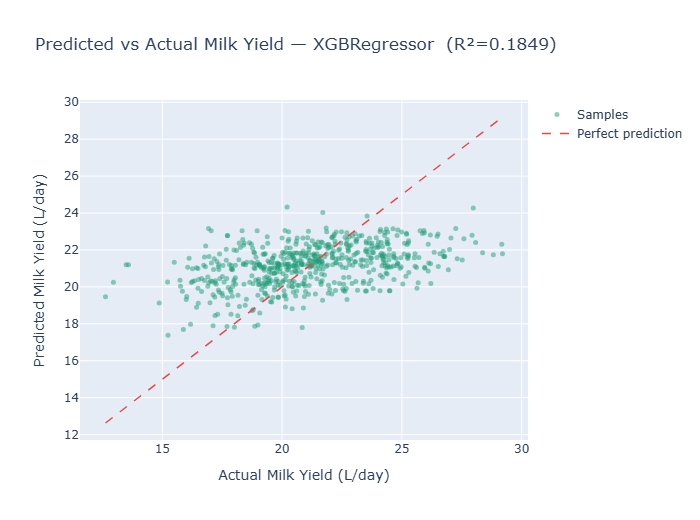 Predicted vs Actual Milk Yield — XGBRegressor  (R²=0.1849)
Samples
Perfect prediction
Predicted Milk Yield (L/day)
30
28
26
24
22
20
18
16
14
12
15
20
25
30
Actual Milk Yield (L/day)